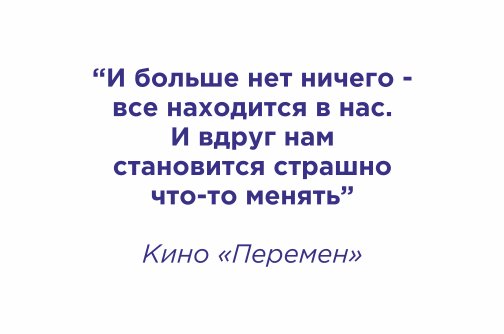 “И больше нет ничего -
все находится в нас.
И вдруг нам
становится страшно
что-то менять”
Кино «Перемен»